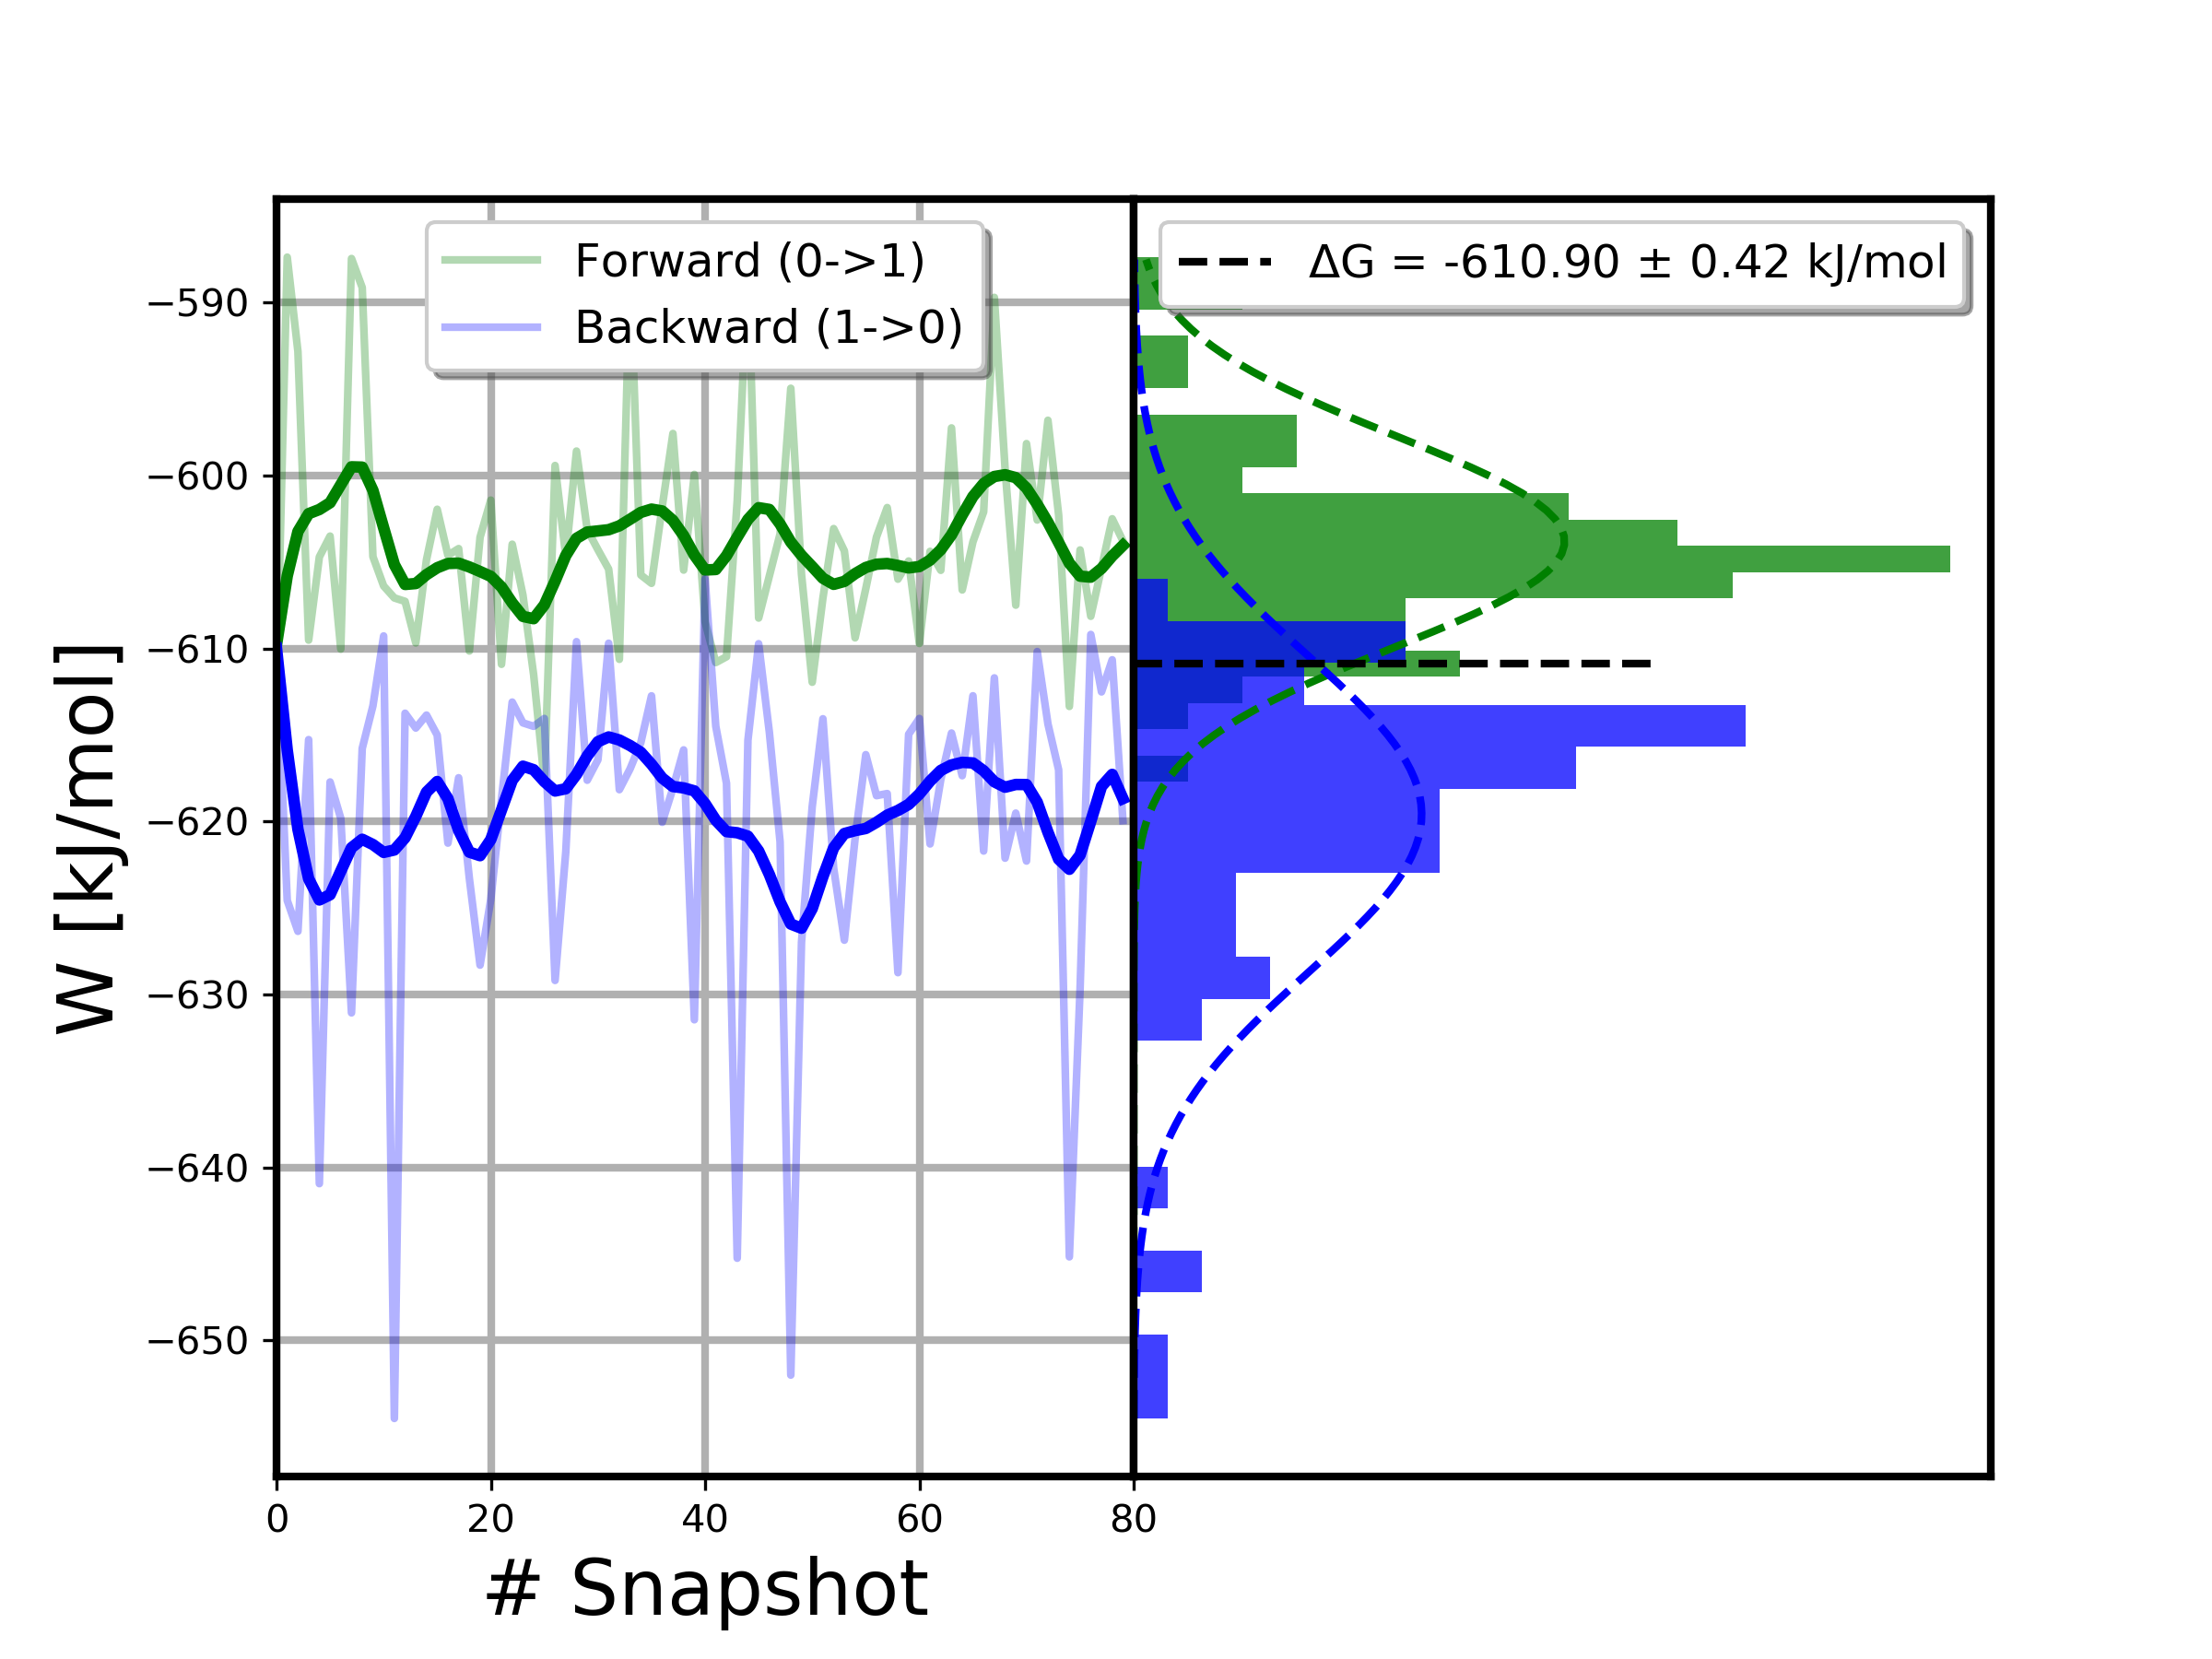 Forward (0->1)
Backward (1->0)
ΔG = -610.90 ± 0.42 kJ/mol
−590
−600
−610
−620
−630
−640
−650
W [kJ/mol]
0 20 40 60 80
# Snapshot